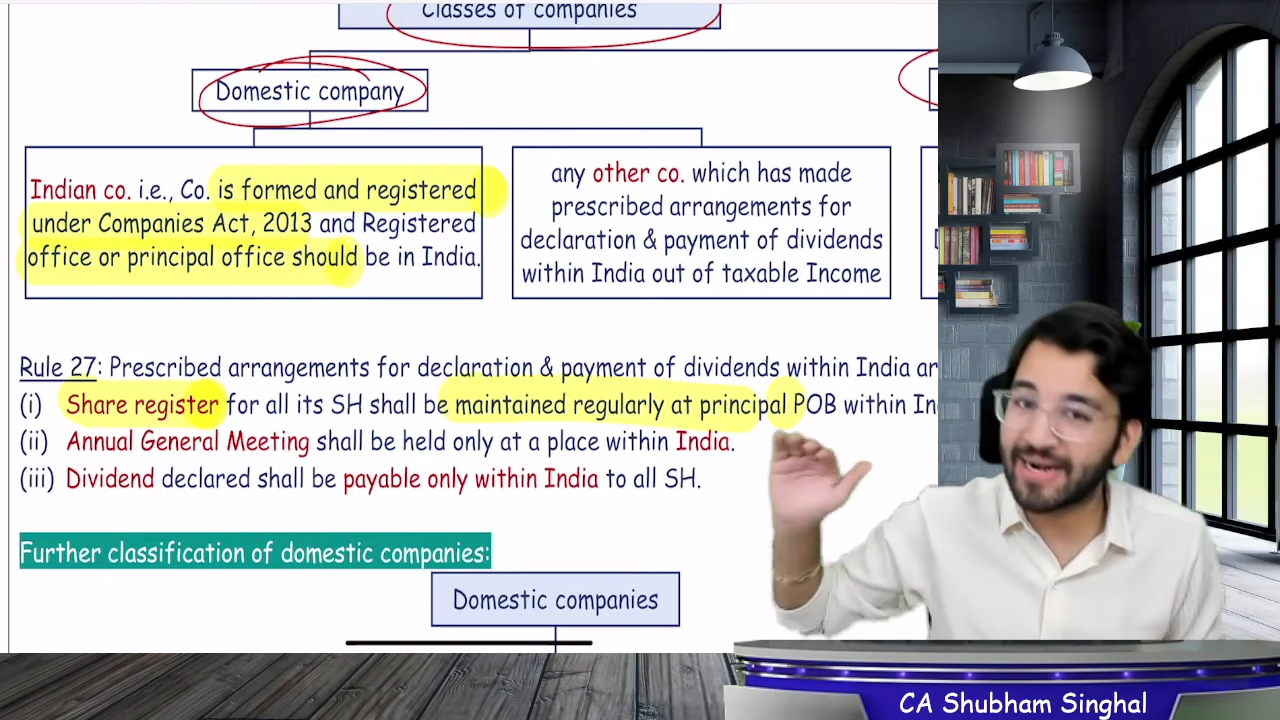 Classes of companies
Domestic company
Indian co. i.e., Co. is formed and registered
under Companies Act, 2013 and Registered
office or principal office should be in India.
any other co. which has made
prescribed arrangements for
declaration & payment of dividends
within India out of taxable Income
Rule 27: Prescribed arrangements for declaration & payment of dividends within India ar
(i) Share register for all its SH shall be maintained regularly at principal POB within In
(ii) Annual General Meeting shall be held only at a place within India.
(iii) Dividend declared shall be payable only within India to all SH.
Further classification of domestic companies:
Domestic companies
CA Shubham Singhal